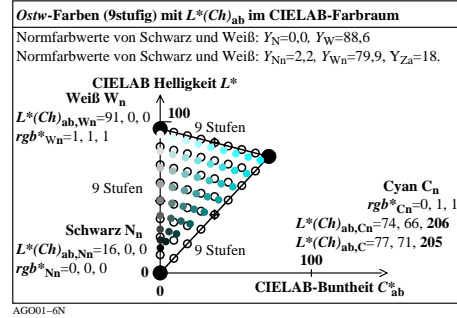 Ostw-Farben (9stufig) mit L*(Ch)ab im CIELAB-Farbraum
Normfarbwerte von Schwarz und Weiß: YN=0,0, YW=88,6
Normfarbwerte von Schwarz und Weiß: YNn=2,2, YWn=79,9, YZa=18.
CIELAB Helligkeit L*
Weiß Wn
L*(Ch)ab,Wn=91, 0, 0
rgb*Wn=1, 1, 1
100
9 Stufen
9 Stufen
Cyan Cn
rgb*Cn=0, 1, 1
L*(Ch)ab,Cn=74, 66, 206
L*(Ch)ab,C=77, 71, 205
Schwarz Nn
L*(Ch)ab,Nn=16, 0, 0
rgb*Nn=0, 0, 0
9 Stufen
0
0
100
CIELAB-Buntheit C*ab
AGO01-6N